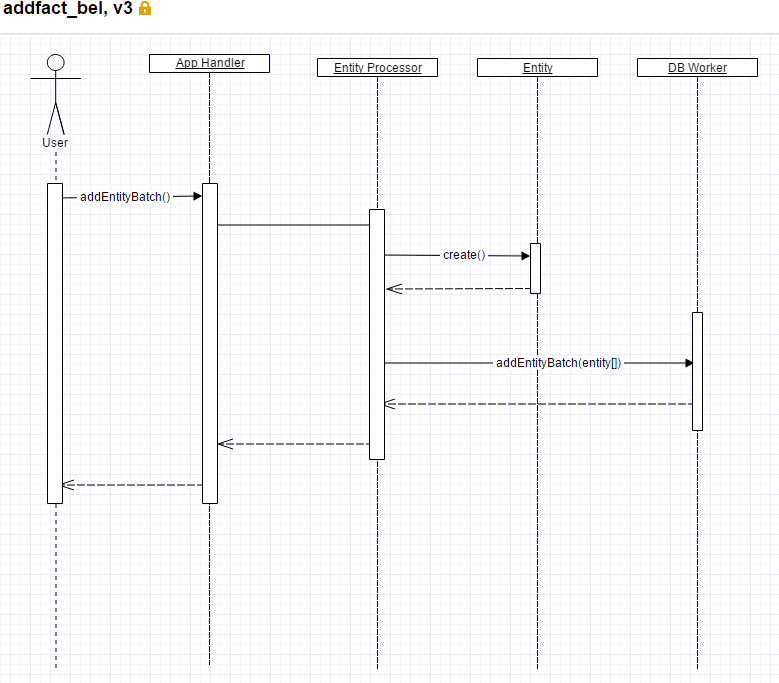 addfact_bel, v3
App Handler
Entity Processor
Entity
DB Worker
User
addEntityBatch()
create()
addEntityBatch(entity[])